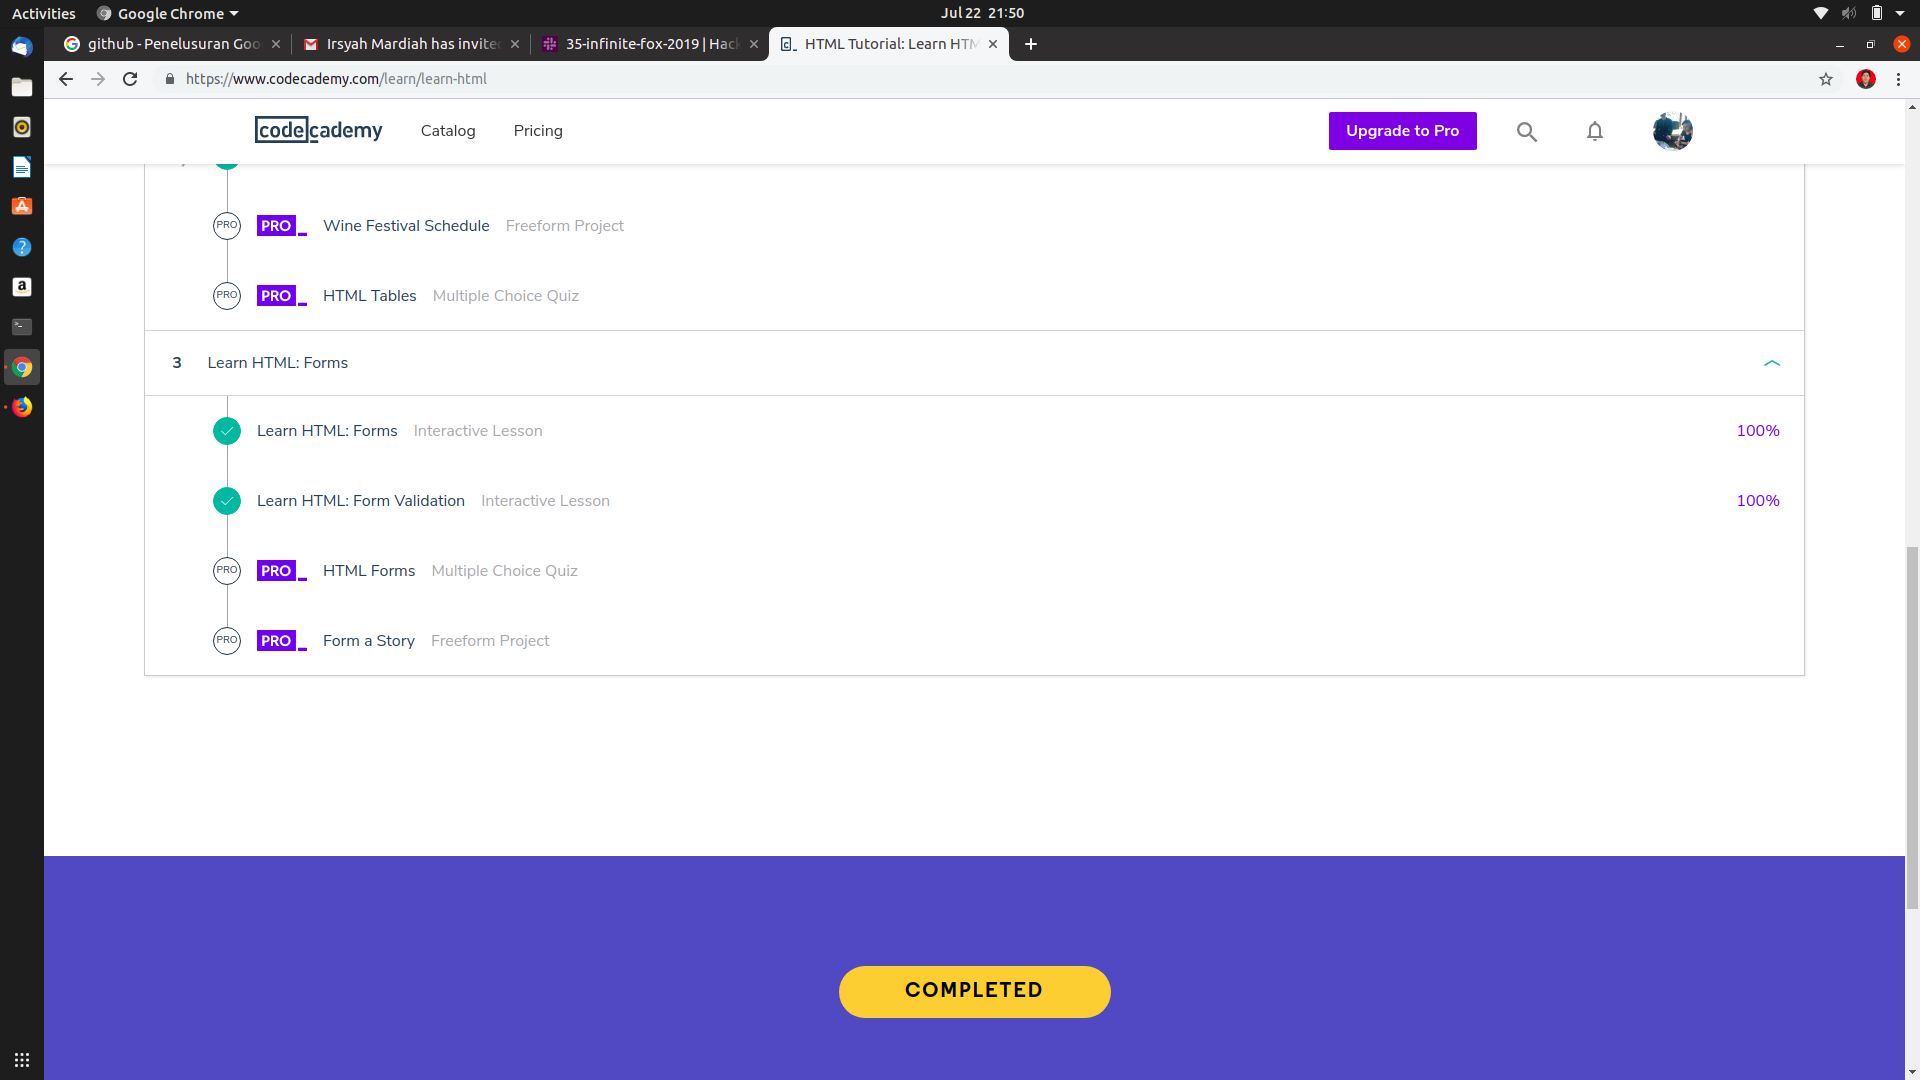 Activities Google Chrome Jul 22 21:50
github - Penelusuran Goo Irsyah Mardiah has invite 35-infinite-fox-2019 | Hac HTML Tutorial: Learn HTM
https://www.codecademy.com/learn/learn-html
codecademy Catalog Pricing Upgrade to Pro
PRO PRO Wine Festival Schedule Freeform Project
PRO PRO HTML Tables Multiple Choice Quiz
3 Learn HTML: Forms
Learn HTML: Forms Interactive Lesson 100%
Learn HTML: Form Validation Interactive Lesson 100%
PRO PRO HTML Forms Multiple Choice Quiz
PRO PRO Form a Story Freeform Project
COMPLETED